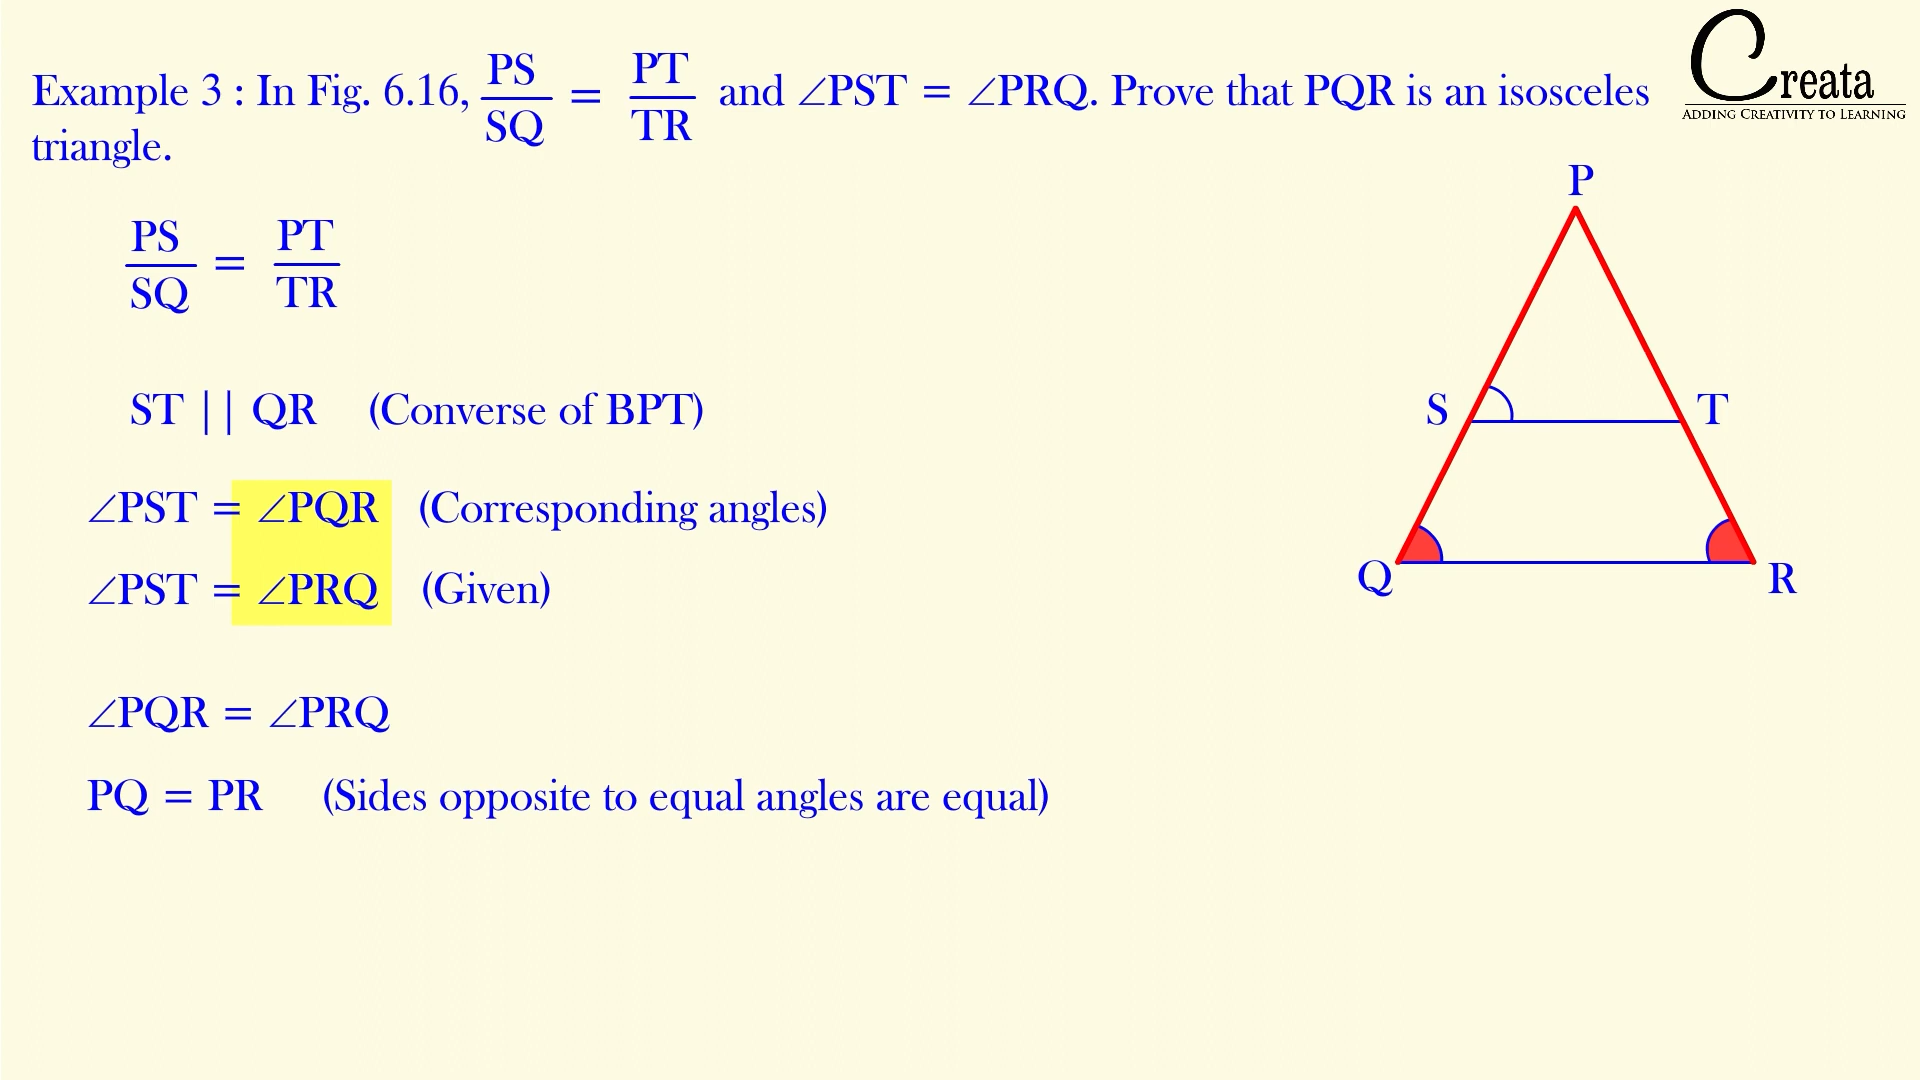 Example 3 : In Fig. 6.16, PS/SQ = PT/TR and ∠PST = ∠PRQ. Prove that PQR is an isosceles
triangle.
Creata
ADDING CREATIVITY TO LEARNING
PS/SQ = PT/TR
ST || QR (Converse of BPT)
∠PST = ∠PQR (Corresponding angles)
∠PST = ∠PRQ (Given)
∠PQR = ∠PRQ
PQ = PR (Sides opposite to equal angles are equal)
P
S
T
Q
R